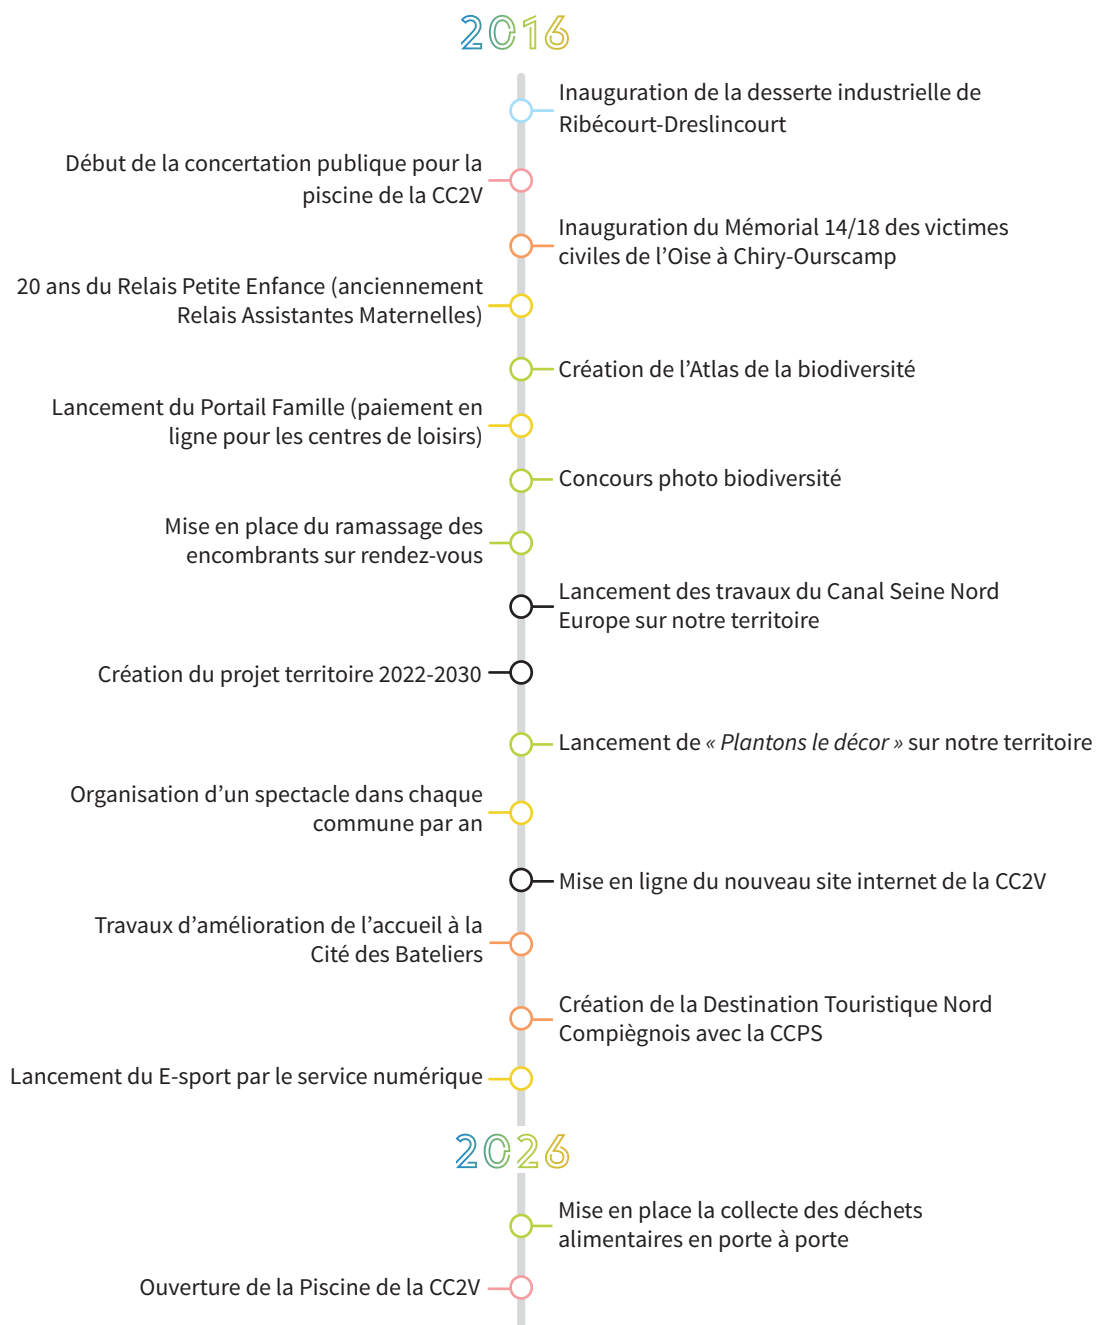 2016
Inauguration de la desserte industrielle de
Ribécourt-Dreslincourt
Début de la concertation publique pour la
piscine de la CC2V
Inauguration du Mémorial 14/18 des victimes
civiles de l’Oise à Chiry-Ourscamp
20 ans du Relais Petite Enfance (anciennement
Relais Assistantes Maternelles)
Création de l’Atlas de la biodiversité
Lancement du Portail Famille (paiement en
ligne pour les centres de loisirs)
Concours photo biodiversité
Mise en place du ramassage des
encombrants sur rendez-vous
Lancement des travaux du Canal Seine Nord
Europe sur notre territoire
Création du projet territoire 2022-2030
Lancement de « Plantons le décor » sur notre territoire
Organisation d’un spectacle dans chaque
commune par an
Mise en ligne du nouveau site internet de la CC2V
Travaux d’amélioration de l’accueil à la
Cité des Bateliers
Création de la Destination Touristique Nord
Compiègnois avec la CCPS
Lancement du E-sport par le service numérique
2026
Mise en place la collecte des déchets
alimentaires en porte à porte
Ouverture de la Piscine de la CC2V